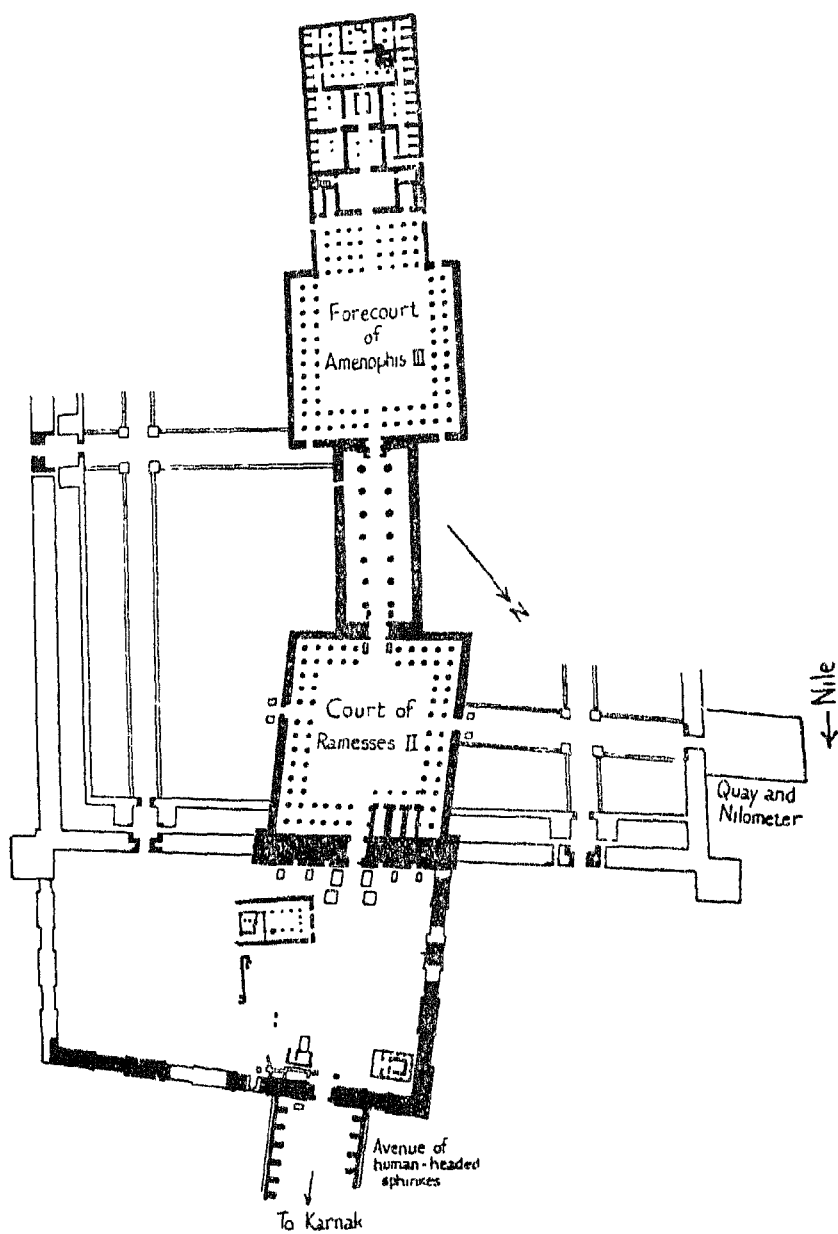 Forecourt
of
Amenophis III
N
Court of
Ramesses II
← Nile
Quay and
Nilometer
Avenue of
human-headed
sphinxes
To Karnak